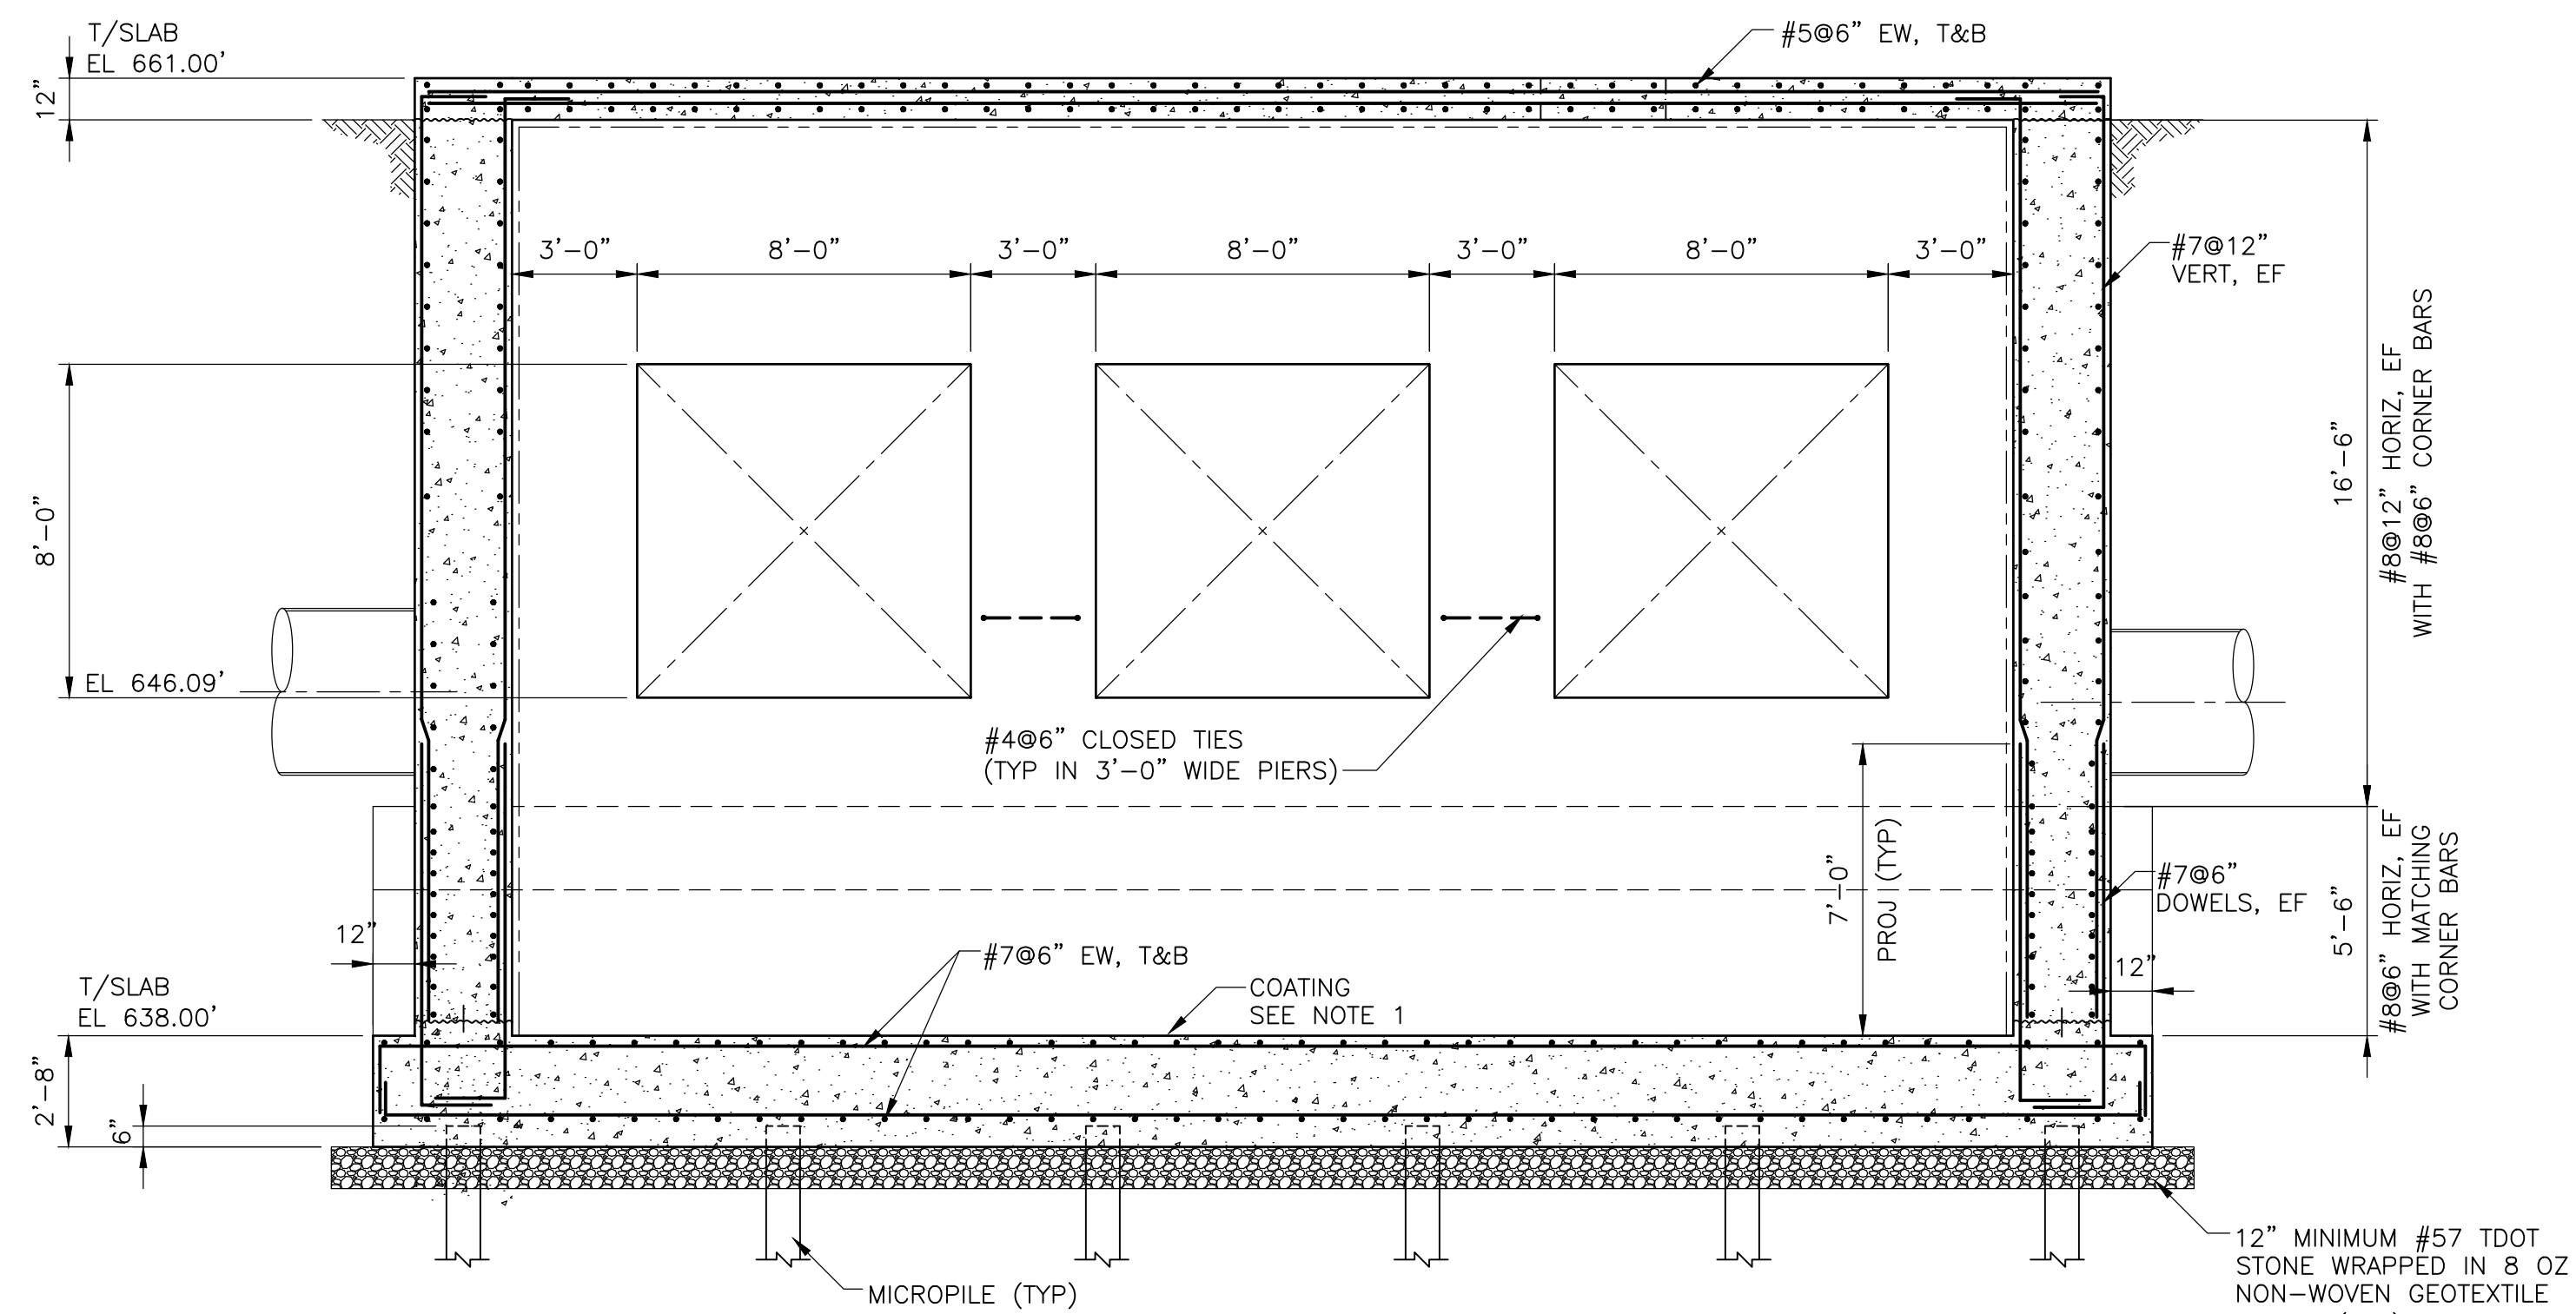 T/SLAB
EL 661.00'
12"
#5@6" EW, T&B
3'-0"
8'-0"
3'-0"
8'-0"
3'-0"
8'-0"
3'-0"
#7@12"
VERT, EF
16'-6"
#8@12" HORIZ, EF
WITH #8@6" CORNER BARS
8'-0"
EL 646.09'
#4@6" CLOSED TIES
(TYP IN 3'-0" WIDE PIERS)
7'-0"
PROJ (TYP)
#7@6"
DOWELS, EF
5'-6"
#8@6" HORIZ, EF
WITH MATCHING
CORNER BARS
12"
12"
#7@6" EW, T&B
COATING
SEE NOTE 1
T/SLAB
EL 638.00'
2'-8"
6"
MICROPILE (TYP)
12" MINIMUM #57 TDOT
STONE WRAPPED IN 8 OZ
NON-WOVEN GEOTEXTILE